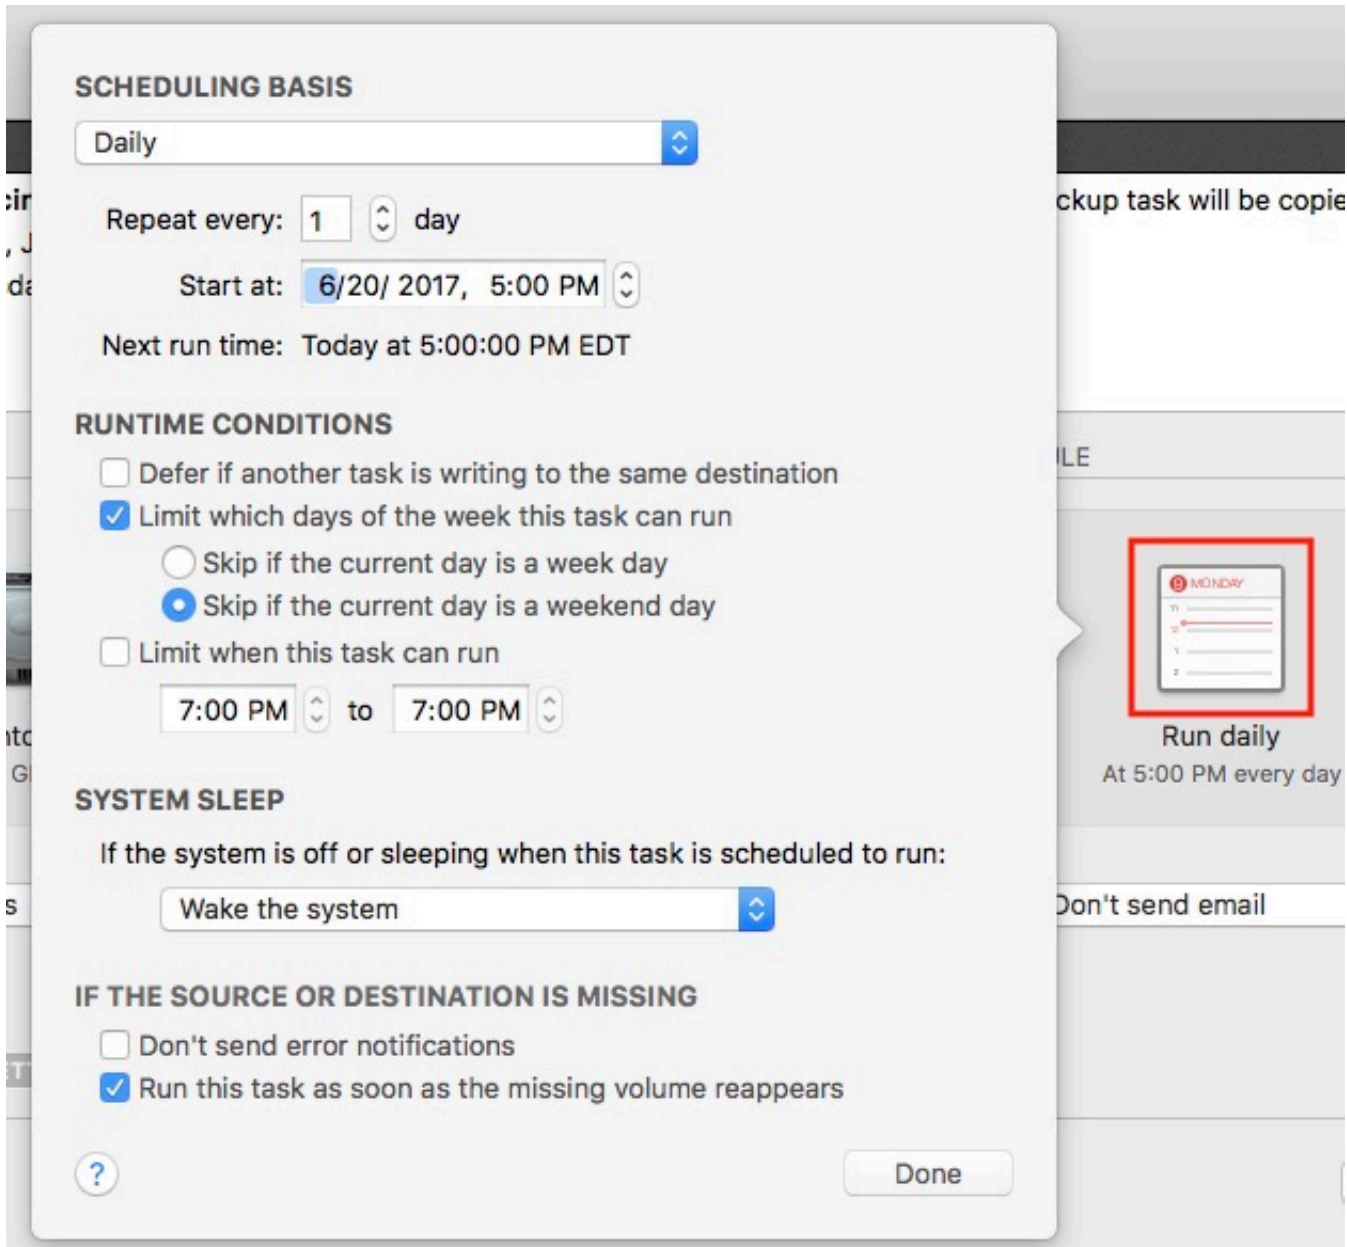 SCHEDULING BASIS
Daily
Repeat every: 1 day
Start at: 6/20/ 2017, 5:00 PM
Next run time: Today at 5:00:00 PM EDT
RUNTIME CONDITIONS
Defer if another task is writing to the same destination
Limit which days of the week this task can run
Skip if the current day is a week day
Skip if the current day is a weekend day
Limit when this task can run
7:00 PM to 7:00 PM
SYSTEM SLEEP
If the system is off or sleeping when this task is scheduled to run:
Wake the system
IF THE SOURCE OR DESTINATION IS MISSING
Don't send error notifications
Run this task as soon as the missing volume reappears
?
Done
task will be
MONDAY
11
12
1
2
Run daily
At 5:00 PM every day
Don't send email